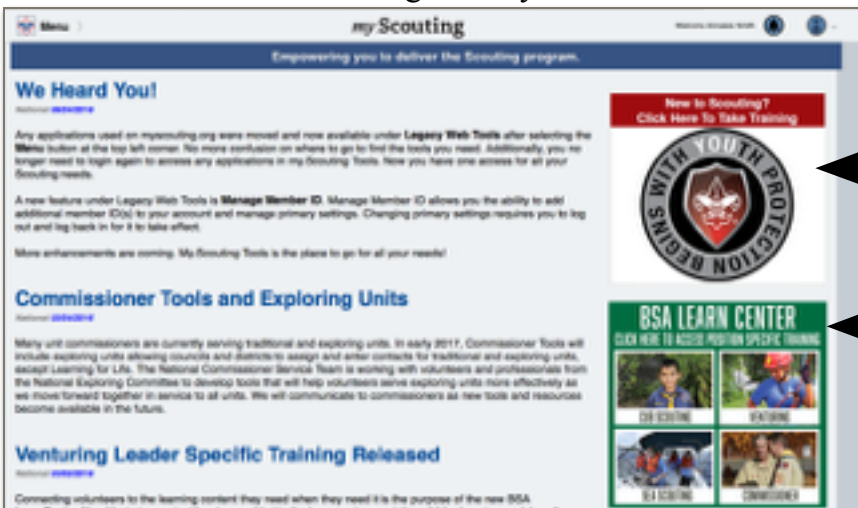 Menu
my Scouting
Empowering you to deliver the Scouting program.
We Heard You!
National
Any applications used on myscouting.org were moved and now available under Legacy Web Tools after selecting the
Menu button at the top left corner. No more confusion on where to go to find the tools you need. Additionally, you no
longer need to login again to access any applications in my.Scouting Tools. Now you have one access for all your
Scouting needs.
A new feature under Legacy Web Tools is Manage Member ID. Manage Member ID allows you the ability to add
additional member ID(s) to your account and manage primary settings. Changing primary settings requires you to log
out and log back in for it to take effect.
More enhancements are coming. My.Scouting Tools is the place to go for all your needs!
Commissioner Tools and Exploring Units
National
Many unit commissioners are currently serving traditional and exploring units. In early 2017, Commissioner Tools will
include exploring units allowing councils and districts to assign and enter contacts for traditional and exploring units,
except Learning for Life. The National Commissioner Service Team is working with volunteers and professionals from
the National Exploring Committee to develop tools that will help volunteers serve exploring units more effectively as
we move forward together in service to all units. We will communicate to commissioners as new tools and resources
become available in the future.
Venturing Leader Specific Training Released
National
Connecting volunteers to the learning content they need when they need it is the purpose of the new BSA
New to Scouting?
Click Here To Take Training
YOUTH PROTECTION BEGINS WITH YOU
BSA LEARN CENTER
CLICK HERE TO ACCESS POSITION SPECIFIC TRAINING
CUB SCOUTING
VENTURING
SEA SCOUTING
COMMISSIONER